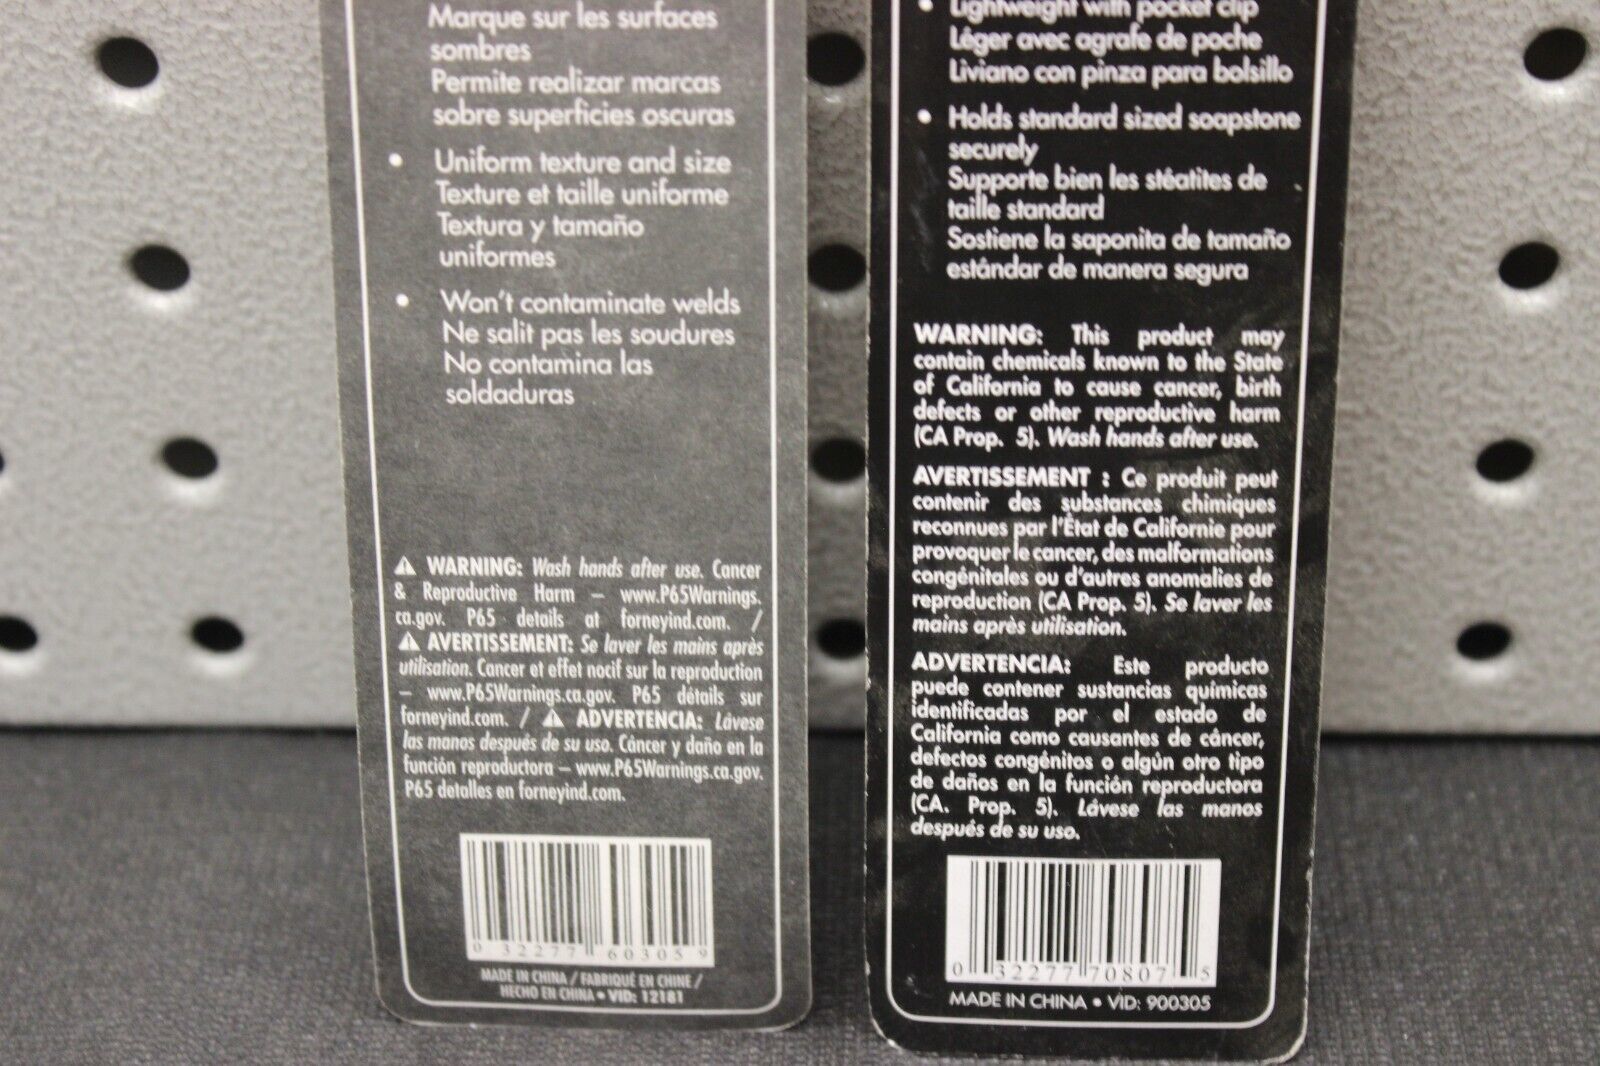 Marque sur les surfaces
sombres
Permite realizar marcas
sobre superficies oscuras
• Uniform texture and size
Texture et taille uniforme
Textura y tamaño
uniformes
• Won't contaminate welds
Ne salit pas les soudures
No contamina las
soldaduras
⚠ WARNING: Wash hands after use. Cancer
& Reproductive Harm – www.P65Warnings.
ca.gov. P65 details at forneyind.com. /
⚠ AVERTISSEMENT: Se laver les mains après
utilisation. Cancer et effet nocif sur la reproduction
– www.P65Warnings.ca.gov. P65 détails sur
forneyind.com. / ⚠ ADVERTENCIA: Lávese
las manos después de su uso. Cáncer y daño en la
función reproductora – www.P65Warnings.ca.gov.
P65 detalles en forneyind.com.
0 32277 60305 9
MADE IN CHINA / FABRIQUÉ EN CHINE /
HECHO EN CHINA • VID: 12181
• Lightweight with pocket clip
Léger avec agrafe de poche
Liviano con pinza para bolsillo
• Holds standard sized soapstone
securely
Supporte bien les stéatites de
taille standard
Sostiene la saponita de tamaño
estándar de manera segura
WARNING: This product may
contain chemicals known to the State
of California to cause cancer, birth
defects or other reproductive harm
(CA Prop. 5). Wash hands after use.
AVERTISSEMENT : Ce produit peut
contenir des substances chimiques
reconnues par l'État de Californie pour
provoquer le cancer, des malformations
congénitales ou d'autres anomalies de
reproduction (CA Prop. 5). Se laver les
mains après utilisation.
ADVERTENCIA: Este producto
puede contener sustancias químicas
identificadas por el estado de
California como causantes de cáncer,
defectos congénitos o algún otro tipo
de daños en la función reproductora
(CA. Prop. 5). Lávese las manos
después de su uso.
0 32277 70807 5
MADE IN CHINA • VID: 900305